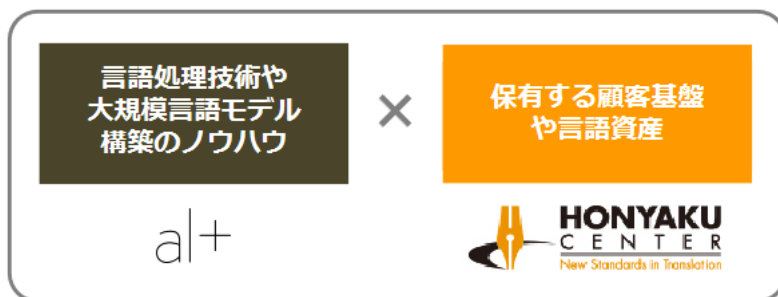 言語処理技術や
大規模言語モデル
構築のノウハウ
×
保有する顧客基盤
や言語資産
al+
HONYAKU
CENTER
New Standards in Translation